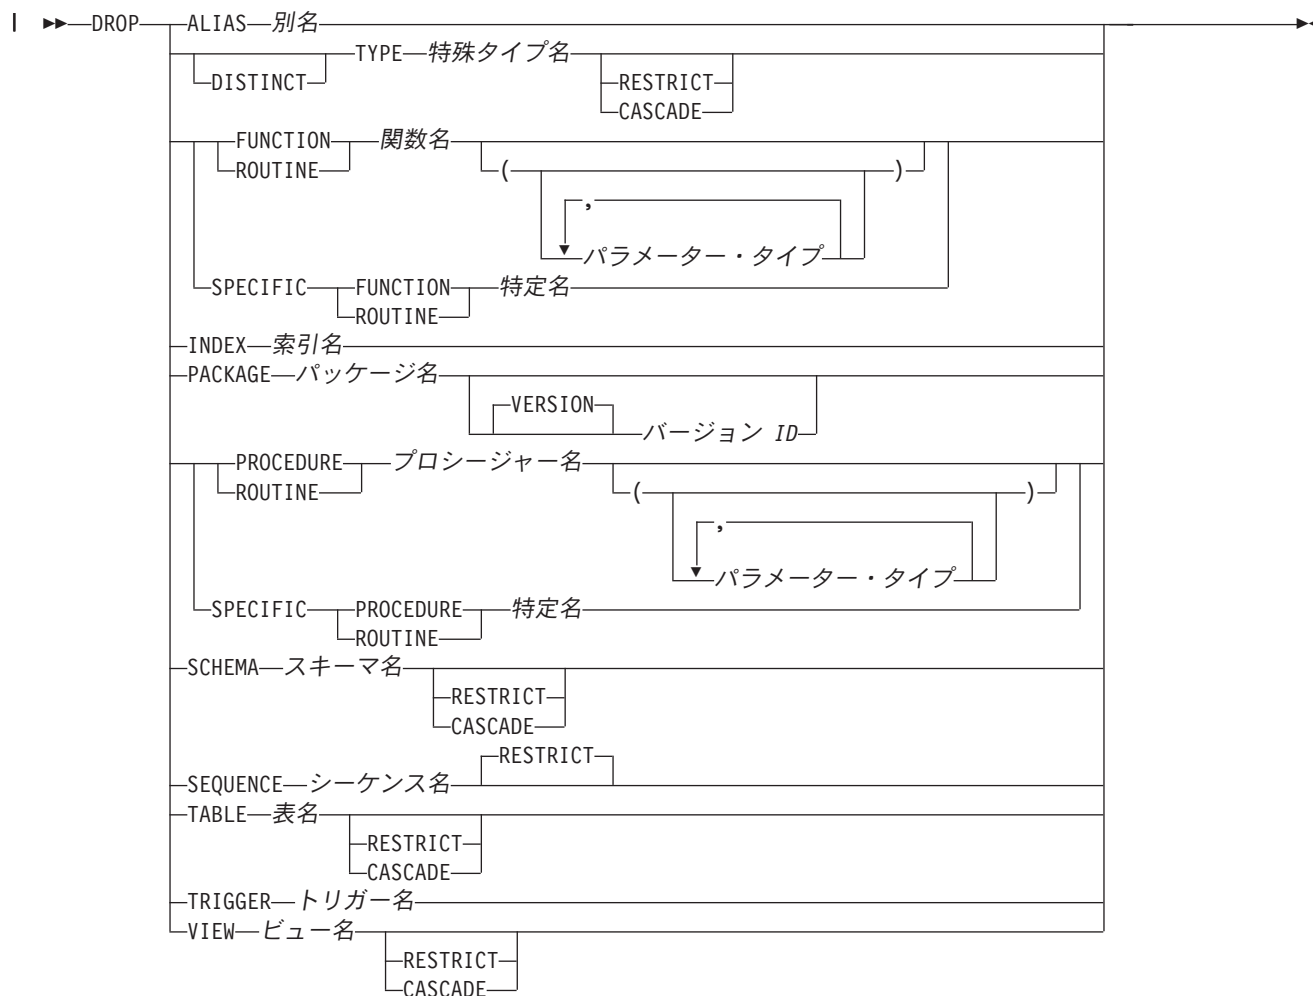 DROP ALIAS 別名
TYPE 特殊タイプ名
DISTINCT RESTRICT
CASCADE
FUNCTION 関数名
ROUTINE ( )
,
パラメーター・タイプ
SPECIFIC FUNCTION 特定名
ROUTINE
INDEX 索引名
PACKAGE パッケージ名
VERSION
バージョン ID
PROCEDURE プロシージャー名
ROUTINE ( )
,
パラメーター・タイプ
SPECIFIC PROCEDURE 特定名
ROUTINE
SCHEMA スキーマ名
RESTRICT
CASCADE
RESTRICT
SEQUENCE シーケンス名
TABLE 表名
RESTRICT
CASCADE
TRIGGER トリガー名
VIEW ビュー名
RESTRICT
CASCADE